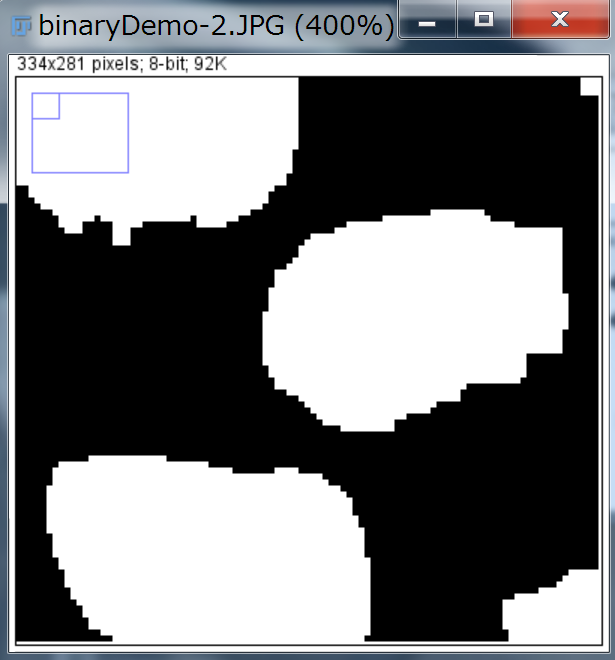 binaryDemo-2.JPG (400%)
334x281 pixels; 8-bit; 92K